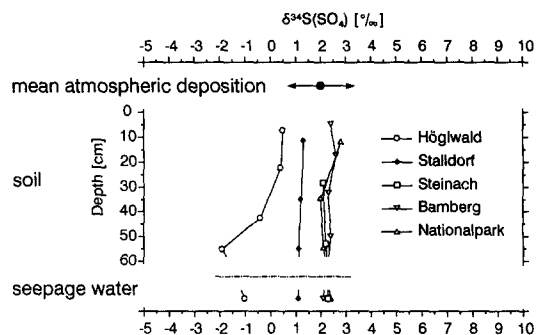 δ³⁴S(SO₄) [°/₀₀]
-5 -4 -3 -2 -1 0 1 2 3 4 5 6 7 8 9 10
mean atmospheric deposition
soil
Depth [cm]
0
10
20
30
40
50
60
Höglwald
Stalldorf
Steinach
Bamberg
Nationalpark
seepage water
-5 -4 -3 -2 -1 0 1 2 3 4 5 6 7 8 9 10